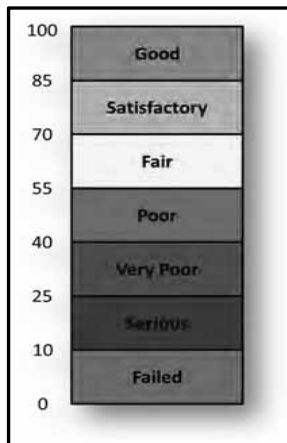 100
Good
85
Satisfactory
70
Fair
55
Poor
40
Very Poor
25
Serious
10
Failed
0